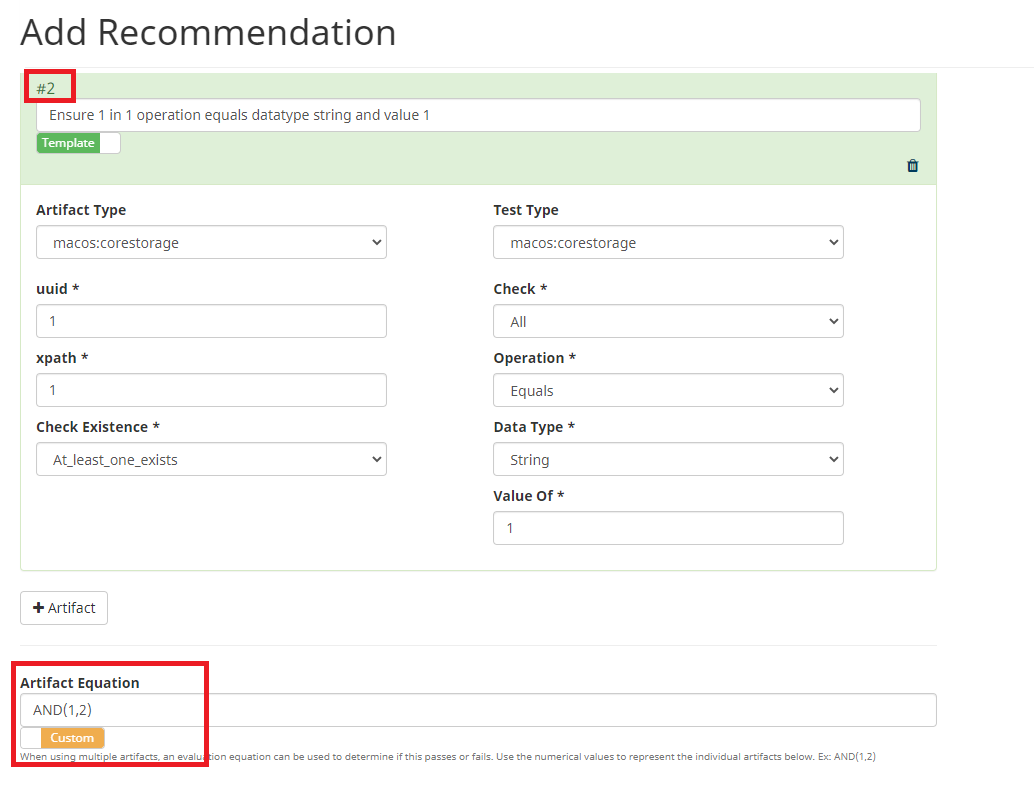 Add Recommendation
#2
Ensure 1 in 1 operation equals datatype string and value 1
Template
Artifact Type
Test Type
macos:corestorage
macos:corestorage
uuid *
Check *
1
All
xpath *
Operation *
1
Equals
Check Existence *
Data Type *
At_least_one_exists
String
Value Of *
1
+ Artifact
Artifact Equation
AND(1,2)
Custom
When using multiple artifacts, an evaluation equation can be used to determine if this passes or fails. Use the numerical values to represent the individual artifacts below. Ex: AND(1,2)